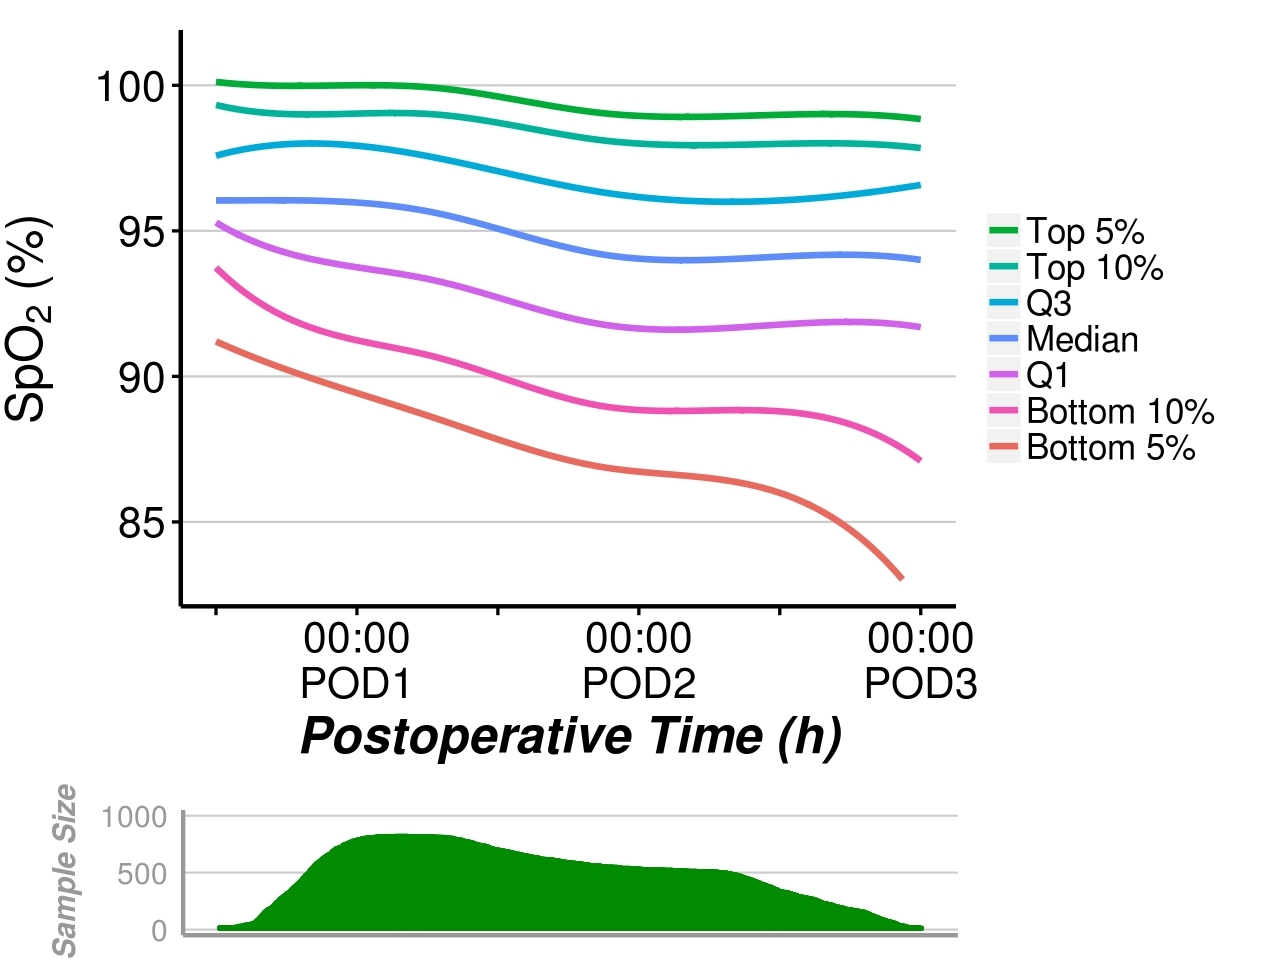 100
95
90
85
SpO₂ (%)
00:00 00:00 00:00
POD1 POD2 POD3
Postoperative Time (h)
Top 5%
Top 10%
Q3
Median
Q1
Bottom 10%
Bottom 5%
Sample Size
1000
500
0